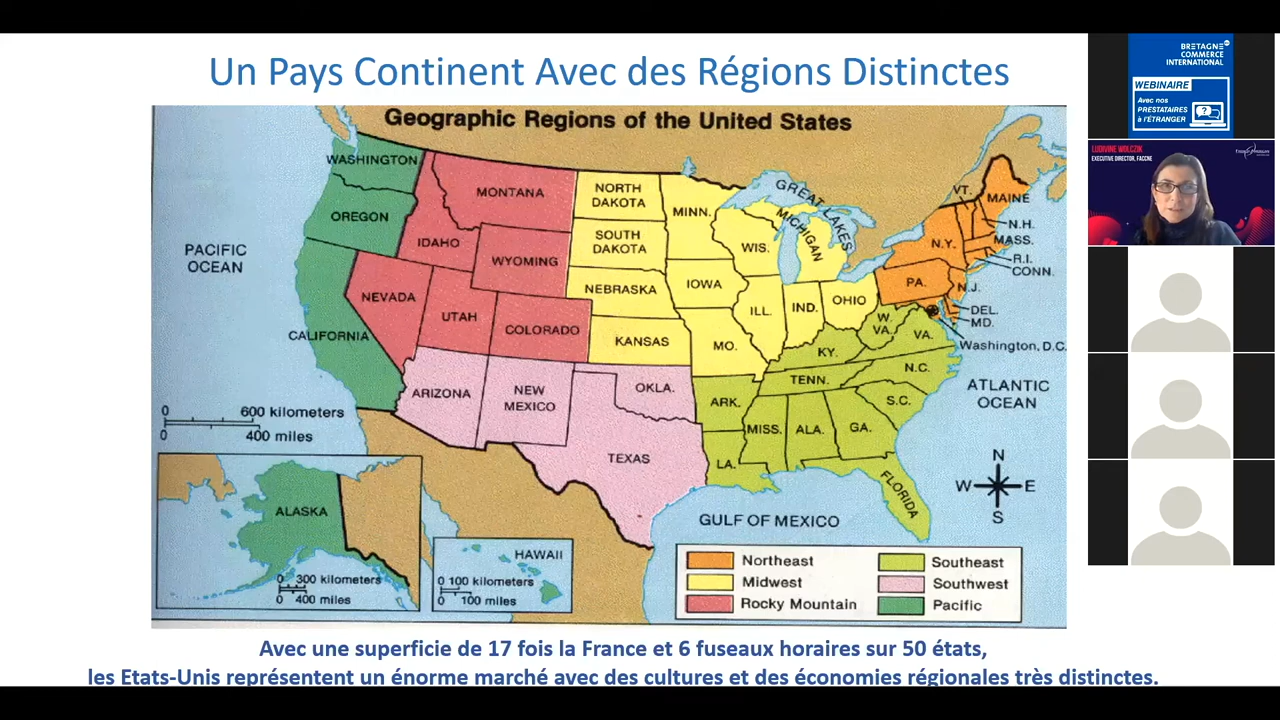 Un Pays Continent Avec des Régions Distinctes
Geographic Regions of the United States
WASHINGTON
OREGON
CALIFORNIA
MONTANA
IDAHO
WYOMING
NEVADA
UTAH
COLORADO
NORTH
DAKOTA
SOUTH
DAKOTA
NEBRASKA
KANSAS
MINN.
IOWA
MO.
WIS.
ILL.
IND.
OHIO
MICHIGAN
GREAT LAKES
VT.
MAINE
N.H.
MASS.
R.I.
CONN.
N.Y.
PA.
N.J.
DEL.
MD.
Washington, D.C.
W.
VA.
VA.
KY.
N.C.
TENN.
S.C.
ARK.
MISS.
ALA.
GA.
LA.
FLORIDA
ARIZONA
NEW
MEXICO
OKLA.
TEXAS
PACIFIC
OCEAN
ATLANTIC
OCEAN
GULF OF MEXICO
N
W E
S
0 600 kilometers
0 400 miles
ALASKA
0 300 kilometers
0 400 miles
HAWAII
0 100 kilometers
0 100 miles
Northeast
Midwest
Rocky Mountain
Southeast
Southwest
Pacific
Avec une superficie de 17 fois la France et 6 fuseaux horaires sur 50 états,
les Etats-Unis représentent un énorme marché avec des cultures et des économies régionales très distinctes.
BRETAGNE
COMMERCE
INTERNATIONAL
WEBINAIRE
Avec nos
PRESTATAIRES
à l'ÉTRANGER
LUDIVINE WOLCZIK
EXECUTIVE DIRECTOR, FACCNE